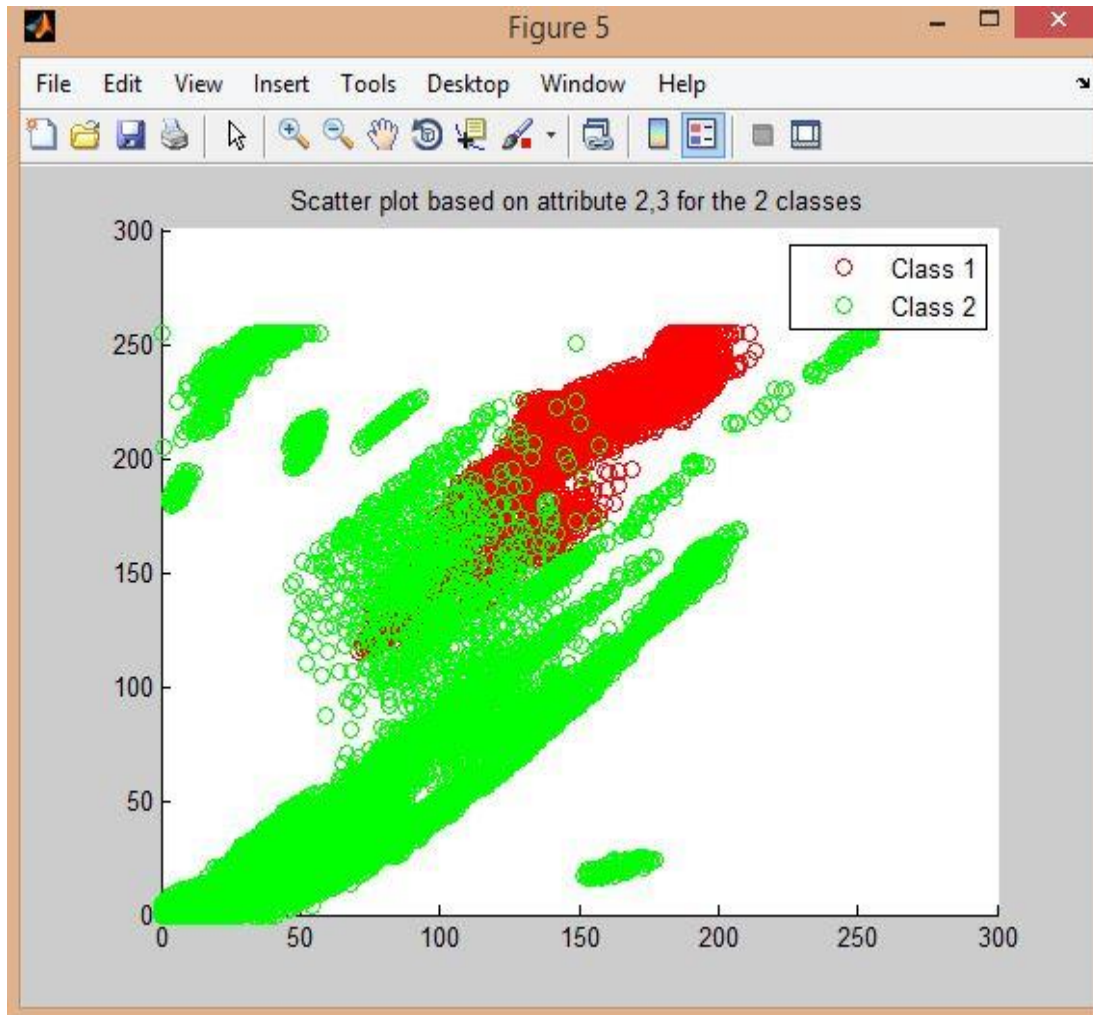 Figure 5
File Edit View Insert Tools Desktop Window Help
Scatter plot based on attribute 2,3 for the 2 classes
300
250
200
150
100
50
0
0 50 100 150 200 250 300
Class 1
Class 2